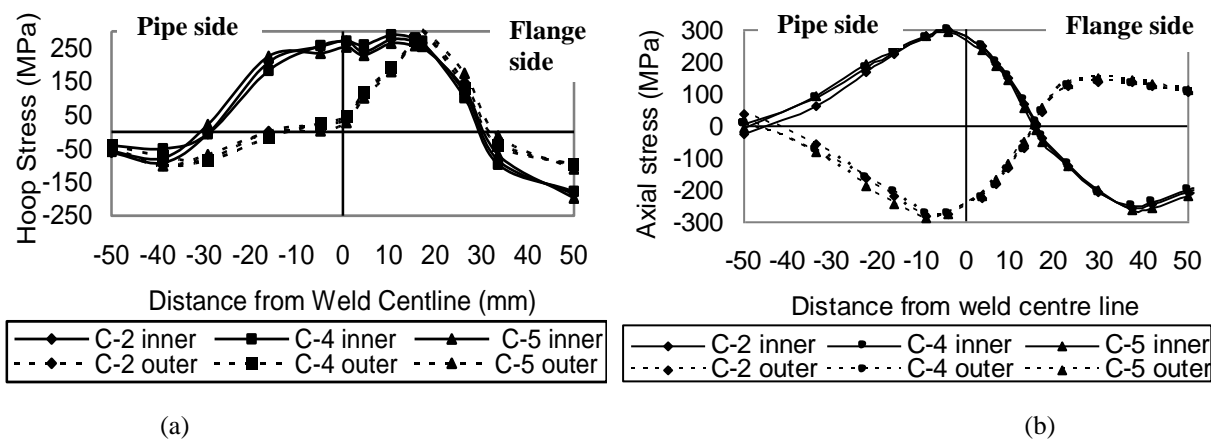 Pipe side
Flange side
Hoop Stress (MPa)
250
150
50
-50
-150
-250
-50 -40 -30 -20 -10 0 10 20 30 40 50
Distance from Weld Centline (mm)
C-2 inner C-4 inner C-5 inner
C-2 outer C-4 outer C-5 outer
(a)
Pipe side
Flange side
Axial stress (MPa)
300
200
100
0
-100
-200
-300
-50 -40 -30 -20 -10 0 10 20 30 40 50
Distance from weld centre line
C-2 inner C-4 inner C-5 inner
C-2 outer C-4 outer C-5 outer
(b)